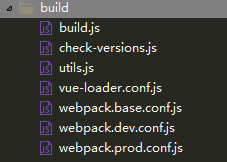 build
build.js
check-versions.js
utils.js
vue-loader.conf.js
webpack.base.conf.js
webpack.dev.conf.js
webpack.prod.conf.js